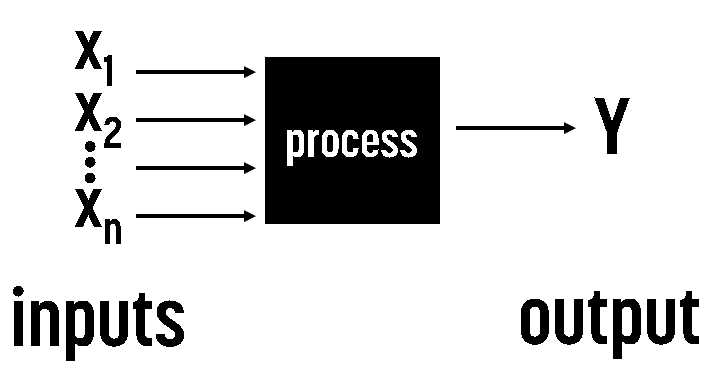 X1
X2
process
Y
⋮
Xn
inputs
output